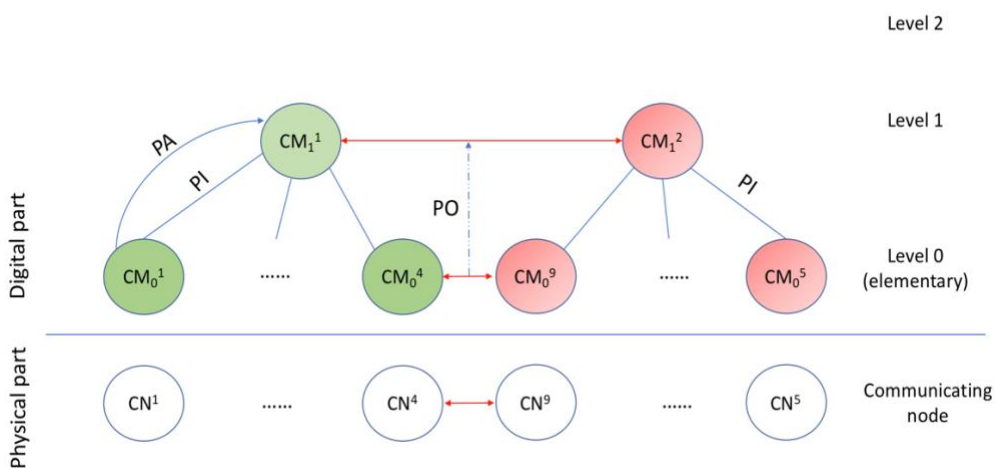 Level 2
Level 1
CM₁¹
CM₁²
PA
PI
PI
PO
Digital part
CM₀¹
......
CM₀⁴
CM₀⁹
......
CM₀⁵
Level 0
(elementary)
Physical part
CN¹
......
CN⁴
CN⁹
......
CN⁵
Communicating
node